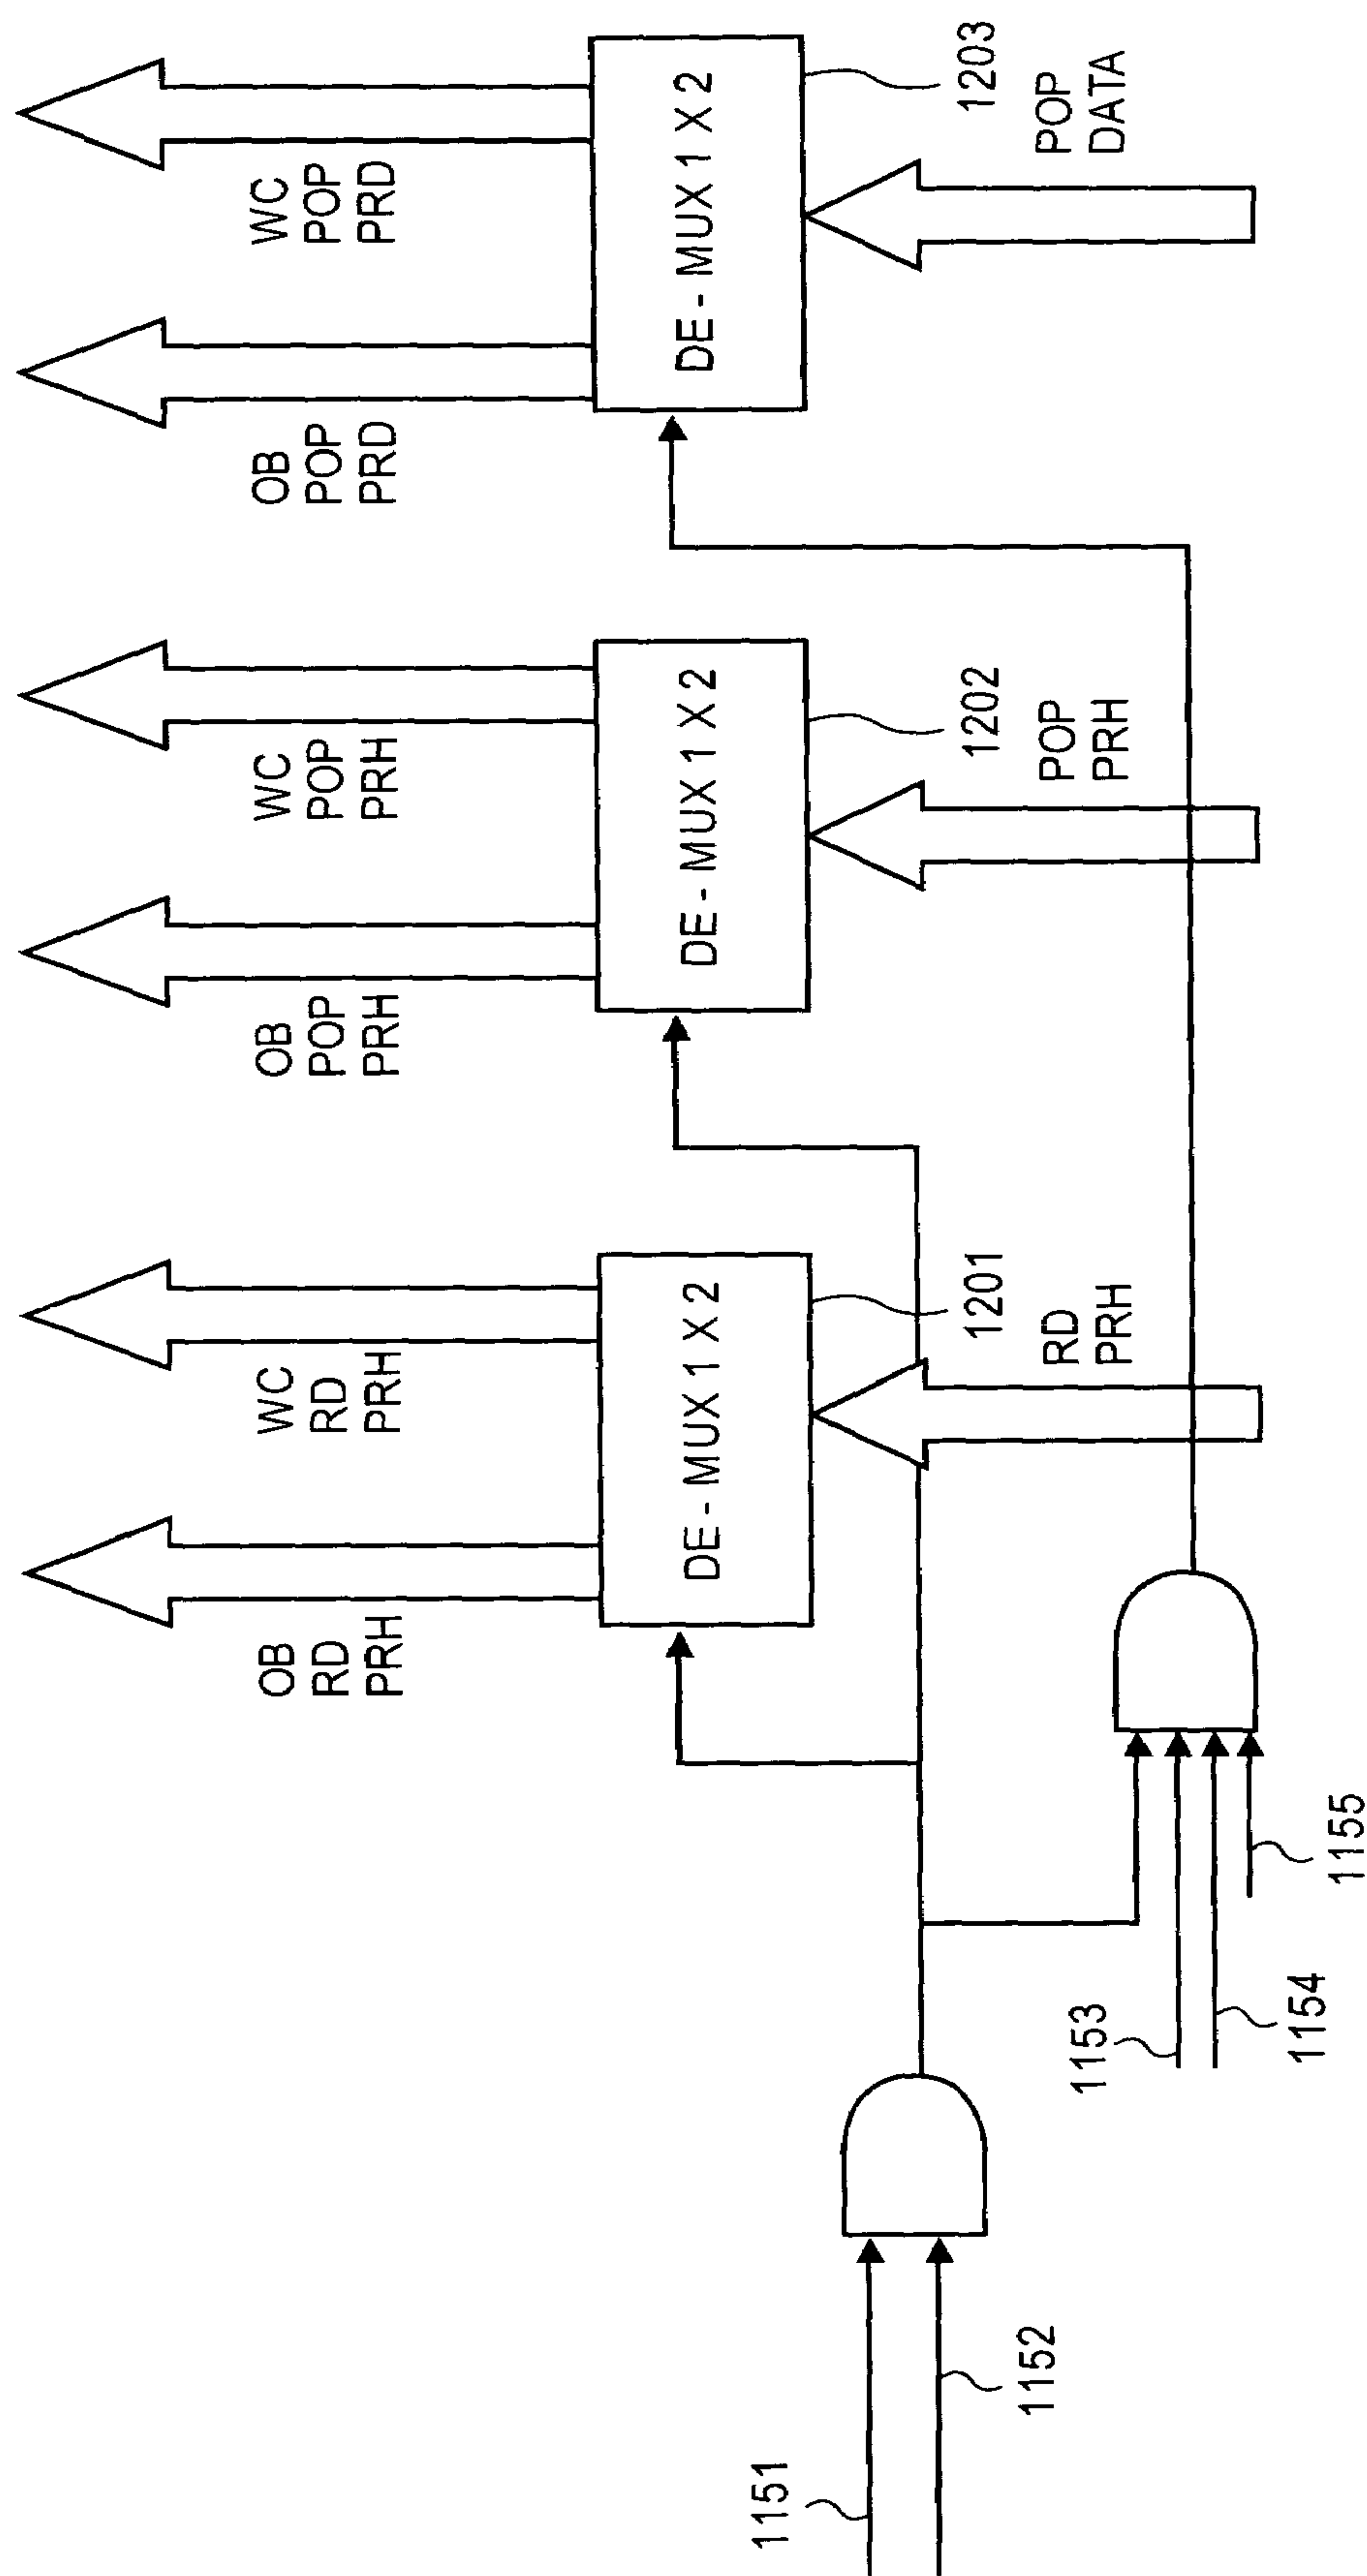 OB
RD
PRH
WC
RD
PRH
OB
POP
PRH
WC
POP
PRH
OB
POP
PRD
WC
POP
PRD
DE - MUX 1 X 2
DE - MUX 1 X 2
DE - MUX 1 X 2
1201
RD
PRH
1202
POP
PRH
1203
POP
DATA
1151
1152
1153
1154
1155